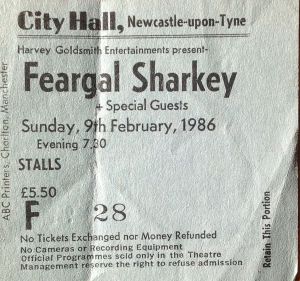 City Hall, Newcastle-upon-Tyne
Harvey Goldsmith Entertainments present-
Feargal Sharkey
+ Special Guests
Sunday, 9th February, 1986
Evening 7.30
STALLS
£5.50
F 28
No Tickets Exchanged nor Money Refunded
No Cameras or Recording Equipment
Official Programmes sold only in the Theatre
Management reserve the right to refuse admission
ABC Printers, Chorlton, Manchester
Retain This Portion